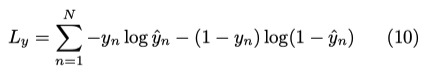 L_y = \sum_{n=1}^{N} -y_n \log \hat{y}_n - (1 - y_n) \log(1 - \hat{y}_n) (10)